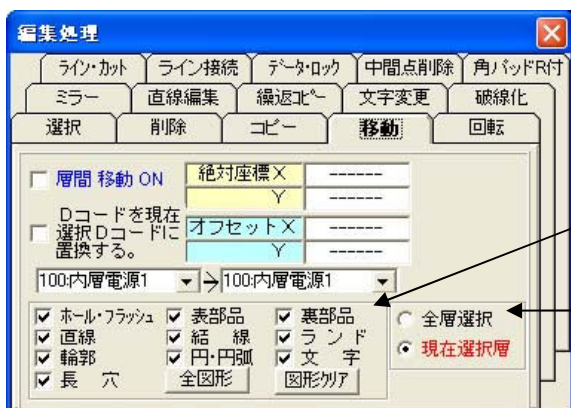 編集処理
ライン・カット ライン接続 データ・ロック 中間点削除 角パッドR付
ミラー 直線編集 繰返コピー 文字変更 破線化
選択 削除 コピー 移動 回転
層間 移動 ON 絶対座標X ------
Y ------
Dコードを現在
選択Dコードに
置換する。
オフセットX ------
Y ------
100:内層電源1 → 100:内層電源1
ホール・フラッシュ 表部品 裏部品
直線 結 線 ランド
輪郭 円・円弧 文 字
長 穴 全図形 図形クリア
全層選択
現在選択層